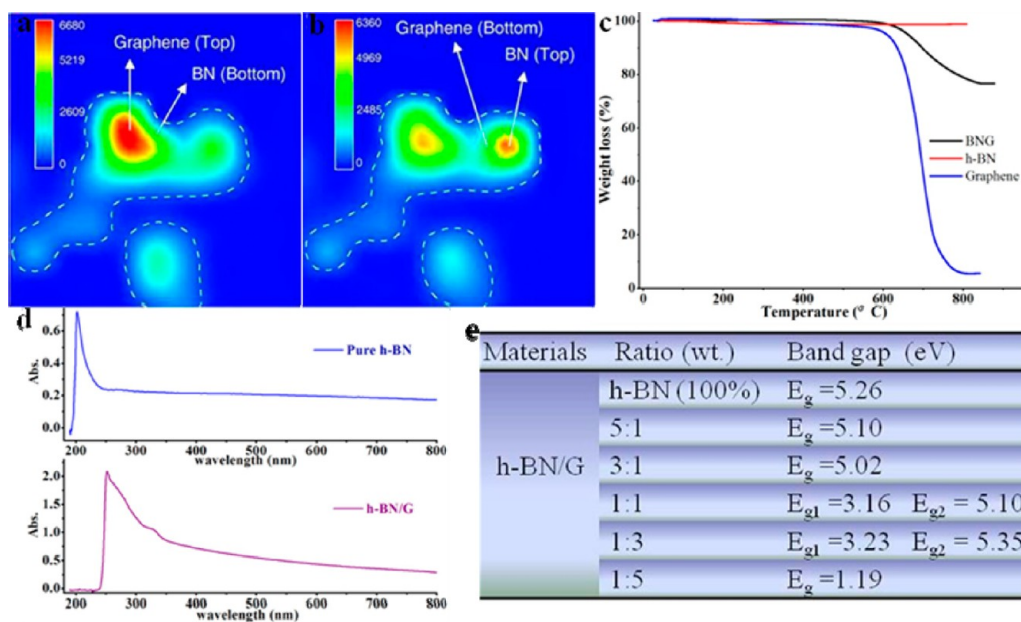 a
6680
5219
2609
0
Graphene (Top)
BN (Bottom)
b
6360
4969
2485
0
Graphene (Bottom)
BN (Top)
c
100
80
60
40
20
0
Weight loss (%)
0 200 400 600 800
Temperature (° C)
BNG
h-BN
Graphene
d
0.6
0.4
0.2
0.0
Abs.
Pure h-BN
200 300 400 500 600 700 800
wavelength (nm)
2.0
1.5
1.0
0.5
0.0
Abs.
h-BN/G
200 300 400 500 600 700 800
wavelength (nm)
e
Materials Ratio (wt.) Band gap (eV)
h-BN/G
h-BN (100%) Eg =5.26
5:1 Eg =5.10
3:1 Eg =5.02
1:1 Eg1 =3.16 Eg2 = 5.10
1:3 Eg1 =3.23 Eg2 = 5.35
1:5 Eg =1.19